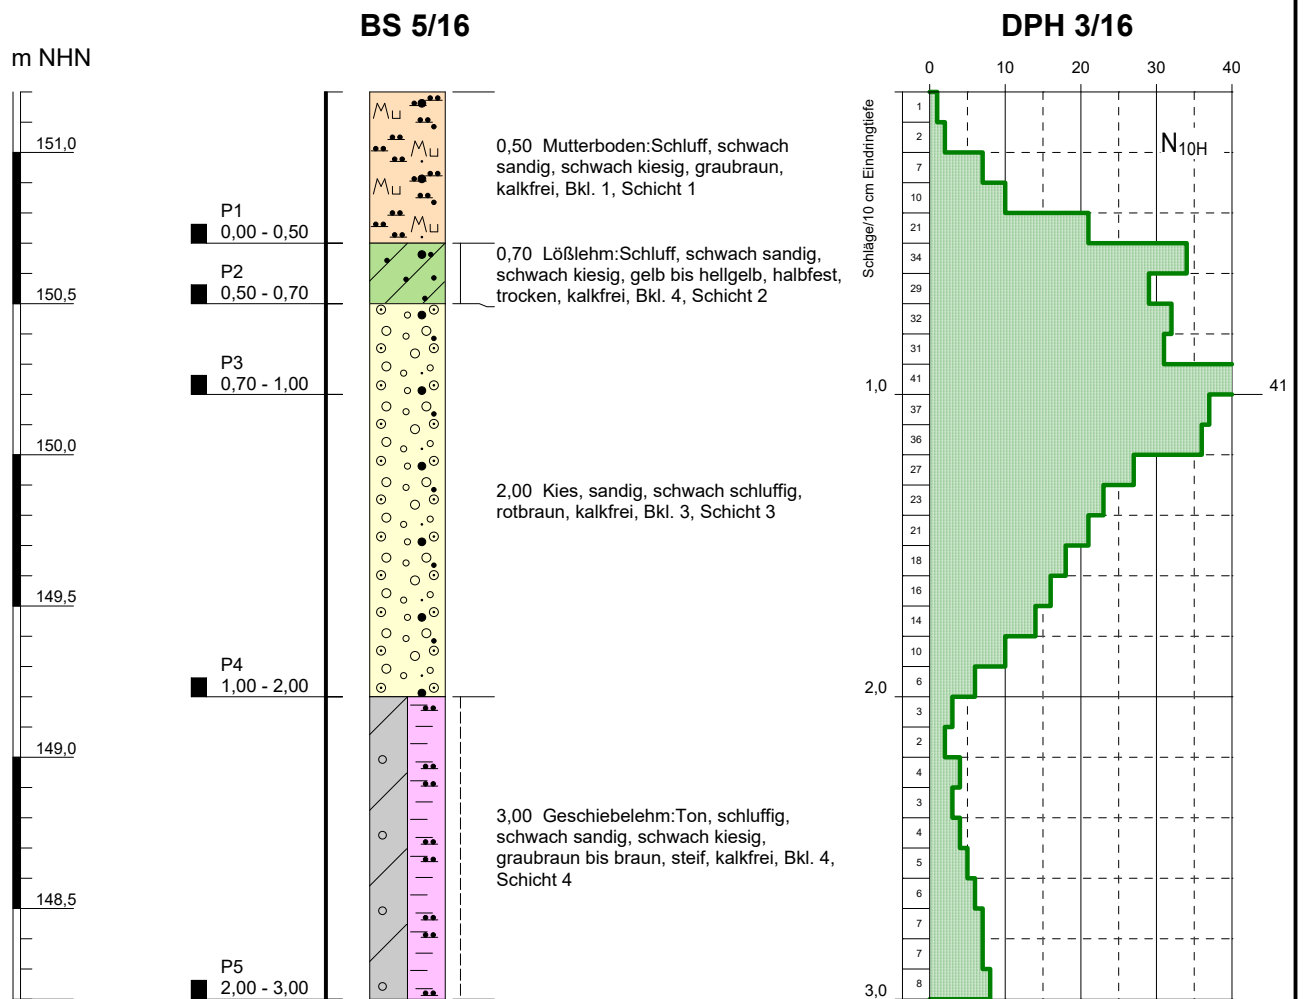 BS 5/16
DPH 3/16
m NHN
0 10 20 30 40
Schläge/10 cm Eindringtiefe
N10H
151,0
150,5
150,0
149,5
149,0
148,5
P1
0,00 - 0,50
P2
0,50 - 0,70
P3
0,70 - 1,00
P4
1,00 - 2,00
P5
2,00 - 3,00
0,50 Mutterboden:Schluff, schwach
sandig, schwach kiesig, graubraun,
kalkfrei, Bkl. 1, Schicht 1
0,70 Lößlehm:Schluff, schwach sandig,
schwach kiesig, gelb bis hellgelb, halbfest,
trocken, kalkfrei, Bkl. 4, Schicht 2
2,00 Kies, sandig, schwach schluffig,
rotbraun, kalkfrei, Bkl. 3, Schicht 3
3,00 Geschiebelehm:Ton, schluffig,
schwach sandig, schwach kiesig,
graubraun bis braun, steif, kalkfrei, Bkl. 4,
Schicht 4
1
2
7
10
21
34
29
32
31
41
1,0
41
37
36
27
23
21
18
16
14
10
6
2,0
3
2
4
3
4
5
6
7
7
8
3,0